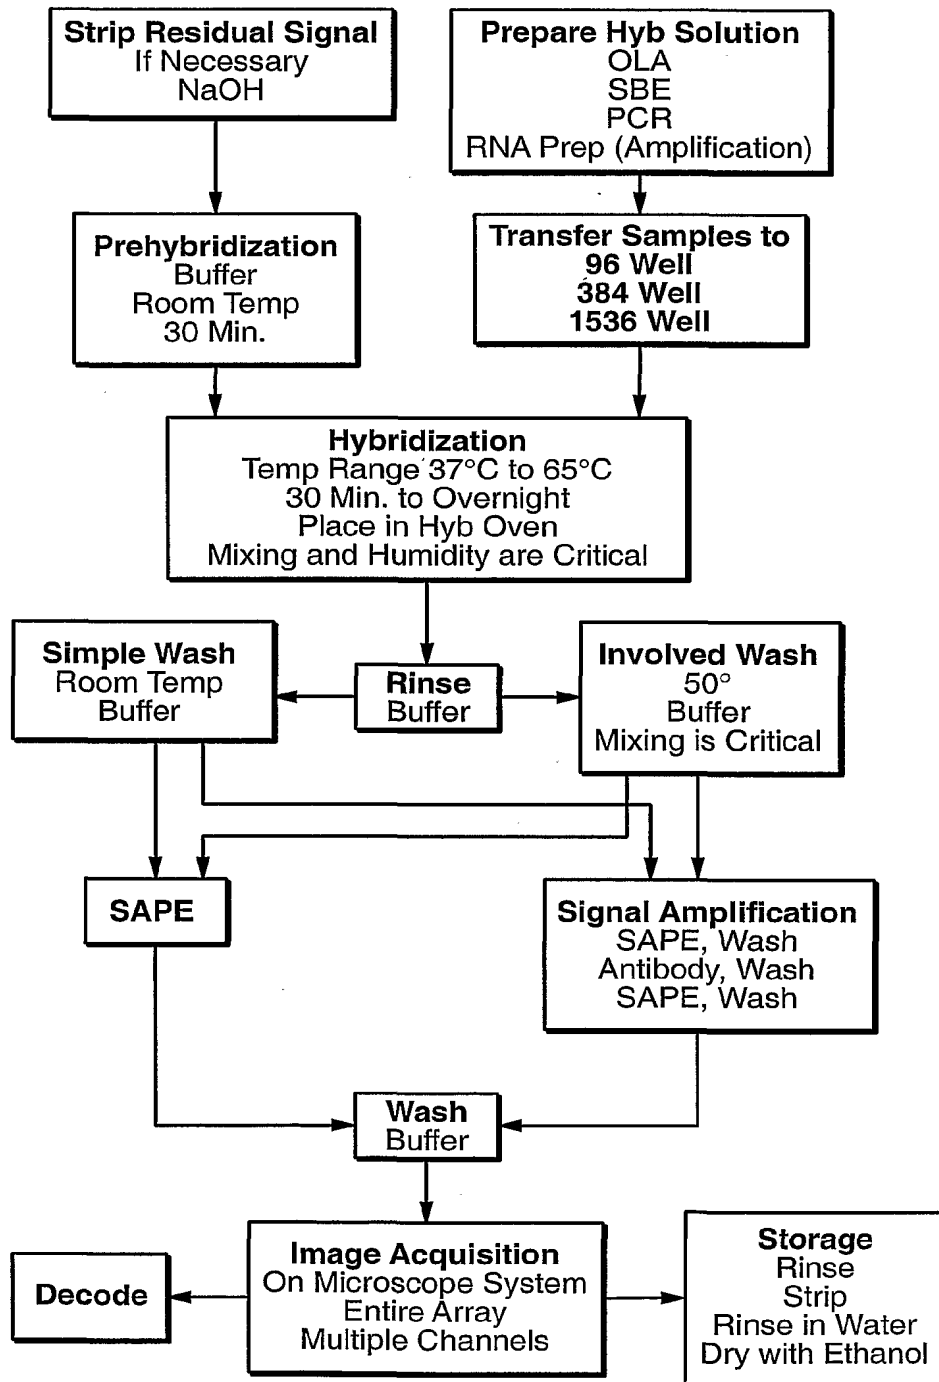 Strip Residual Signal
If Necessary
NaOH
Prepare Hyb Solution
OLA
SBE
PCR
RNA Prep (Amplification)
Prehybridization
Buffer
Room Temp
30 Min.
Transfer Samples to
96 Well
384 Well
1536 Well
Hybridization
Temp Range 37°C to 65°C
30 Min. to Overnight
Place in Hyb Oven
Mixing and Humidity are Critical
Simple Wash
Room Temp
Buffer
Rinse
Buffer
Involved Wash
50°
Buffer
Mixing is Critical
SAPE
Signal Amplification
SAPE, Wash
Antibody, Wash
SAPE, Wash
Wash
Buffer
Decode
Image Acquisition
On Microscope System
Entire Array
Multiple Channels
Storage
Rinse
Strip
Rinse in Water
Dry with Ethanol